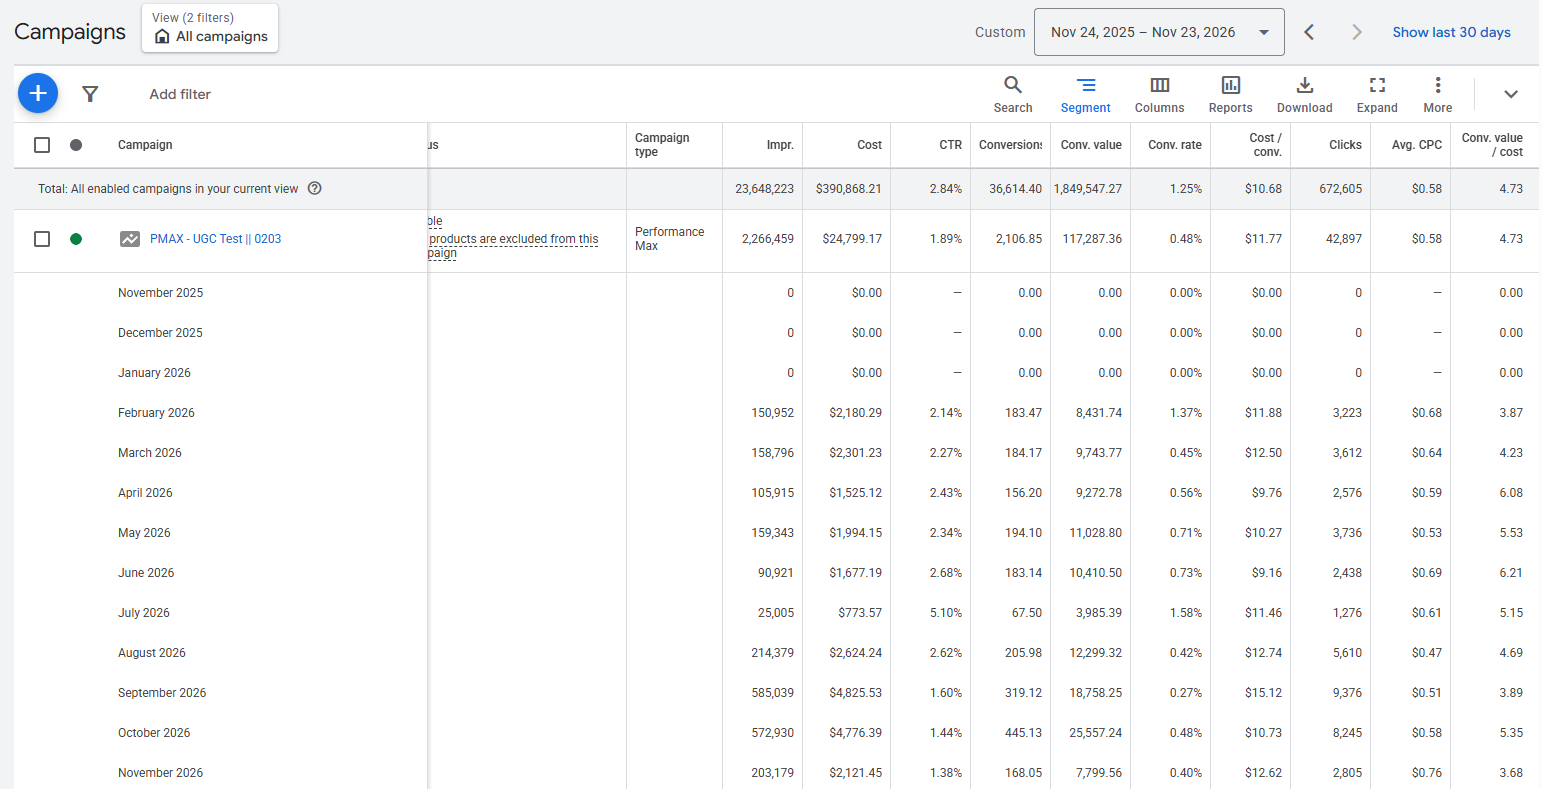 Campaigns
View (2 filters)
All campaigns
Custom
Nov 24, 2025 – Nov 23, 2026
Show last 30 days
Add filter
Search
Segment
Columns
Reports
Download
Expand
More
Campaign us Campaign type Impr. Cost CTR Conversions Conv. value Conv. rate Cost / conv. Clicks Avg. CPC Conv. value / cost
Total: All enabled campaigns in your current view 23,648,223 $390,868.21 2.84% 36,614.40 1,849,547.27 1.25% $10.68 672,605 $0.58 4.73
PMAX - UGC Test || 0203 ble products are excluded from this paign Performance Max 2,266,459 $24,799.17 1.89% 2,106.85 117,287.36 0.48% $11.77 42,897 $0.58 4.73
November 2025 0 $0.00 — 0.00 0.00 0.00% $0.00 0 — 0.00
December 2025 0 $0.00 — 0.00 0.00 0.00% $0.00 0 — 0.00
January 2026 0 $0.00 — 0.00 0.00 0.00% $0.00 0 — 0.00
February 2026 150,952 $2,180.29 2.14% 183.47 8,431.74 1.37% $11.88 3,223 $0.68 3.87
March 2026 158,796 $2,301.23 2.27% 184.17 9,743.77 0.45% $12.50 3,612 $0.64 4.23
April 2026 105,915 $1,525.12 2.43% 156.20 9,272.78 0.56% $9.76 2,576 $0.59 6.08
May 2026 159,343 $1,994.15 2.34% 194.10 11,028.80 0.71% $10.27 3,736 $0.53 5.53
June 2026 90,921 $1,677.19 2.68% 183.14 10,410.50 0.73% $9.16 2,438 $0.69 6.21
July 2026 25,005 $773.57 5.10% 67.50 3,985.39 1.58% $11.46 1,276 $0.61 5.15
August 2026 214,379 $2,624.24 2.62% 205.98 12,299.32 0.42% $12.74 5,610 $0.47 4.69
September 2026 585,039 $4,825.53 1.60% 319.12 18,758.25 0.27% $15.12 9,376 $0.51 3.89
October 2026 572,930 $4,776.39 1.44% 445.13 25,557.24 0.48% $10.73 8,245 $0.58 5.35
November 2026 203,179 $2,121.45 1.38% 168.05 7,799.56 0.40% $12.62 2,805 $0.76 3.68